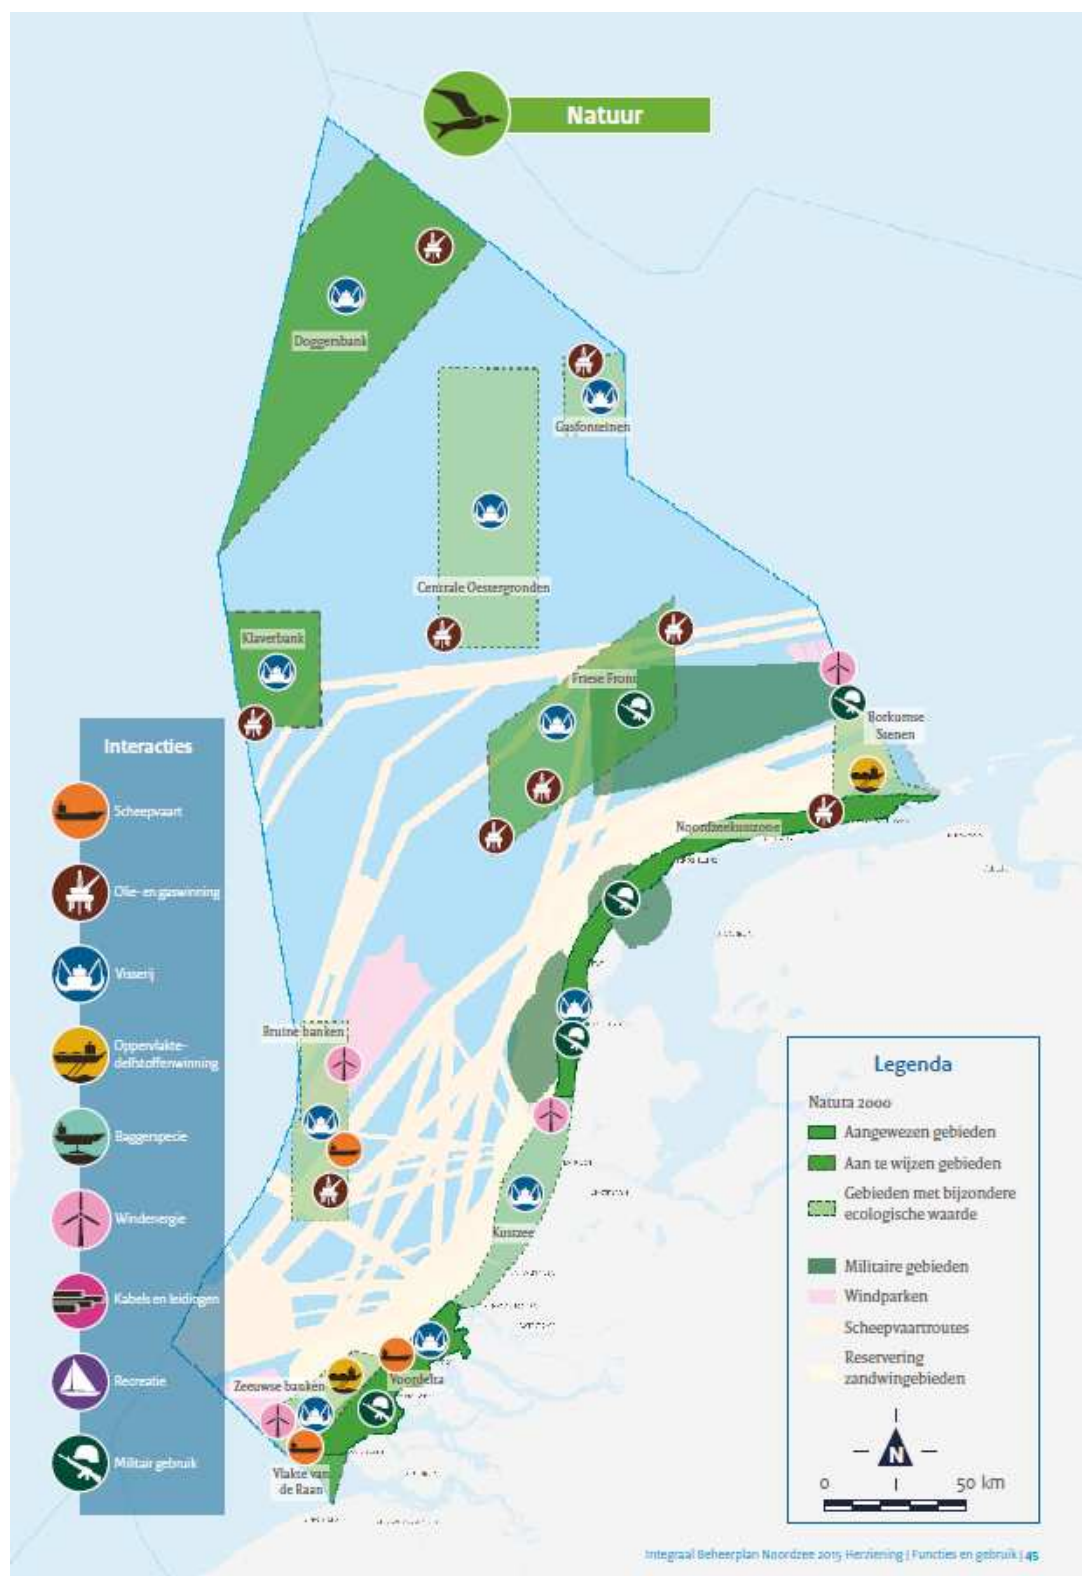 Natuur
Doggersbank
Gasfonteinen
Centrale Oestergronden
Klaverbank
Friese Front
Borkumse
Stenen
Noordzeekustzone
Bruine banken
Kustzee
Zeeuwse banken
Voordelta
Vlakte van
de Raan
Interacties
Scheepvaart
Olie- en gaswinning
Visserij
Oppervlakte-
delfstoffenwinning
Baggerspecie
Windenergie
Kabels en leidingen
Recreatie
Militair gebruik
Legenda
Natura 2000
Aangewezen gebieden
Aan te wijzen gebieden
Gebieden met bijzondere
ecologische waarde
Militaire gebieden
Windparken
Scheepvaartroutes
Reservering
zandwingebieden
N
0 50 km
Integraal Beheerplan Noordzee 2015 Herziening | Functies en gebruik | 45